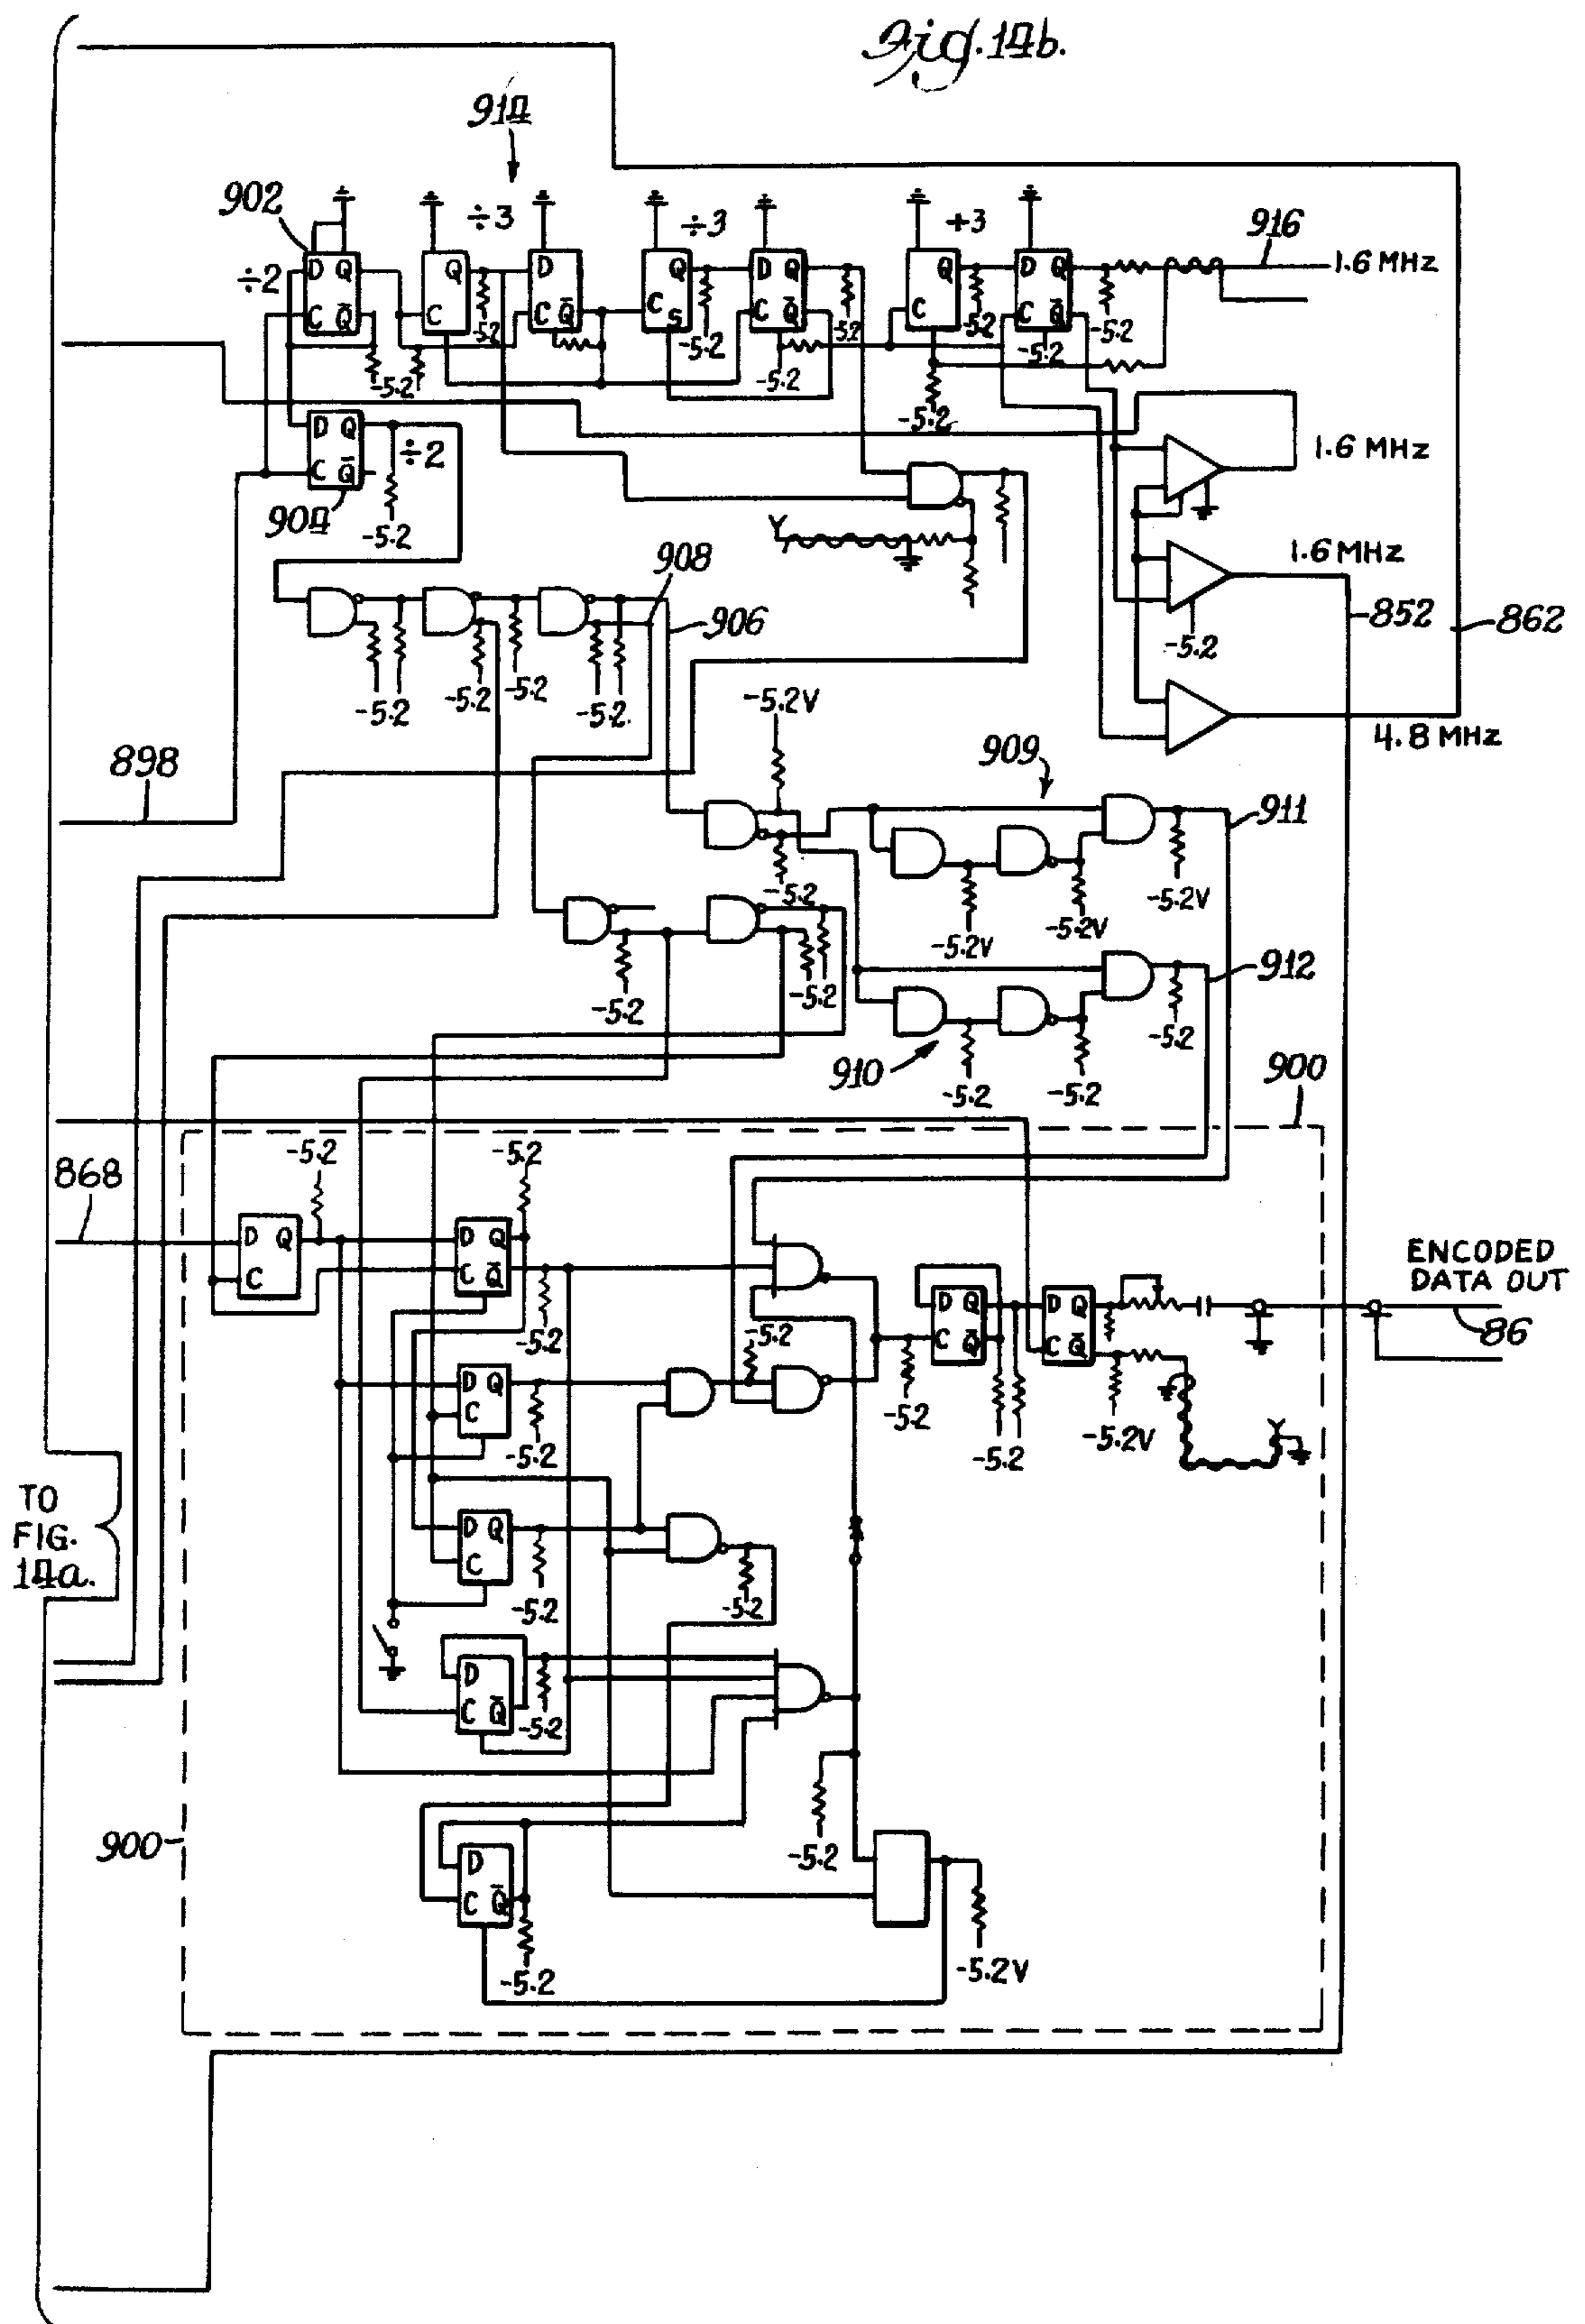 Fig. 14b.
914
902
÷3
÷3
+3
916
D Q
Q
D
Q
D Q
Q
D Q
1.6 MHz
÷2
C Q̅
C
C Q̅
C S
C Q̅
C
C Q̅
-5.2
-5.2
-5.2
-5.2
-5.2
-5.2
-5.2
-5.2
-5.2
-5.2
D Q
÷2
C Q̅
1.6 MHz
904
-5.2
908
1.6 MHz
906
852
862
-5.2
-5.2
-5.2
-5.2
-5.2
-5.2V
4.8 MHz
898
909
911
-5.2
-5.2V
-5.2V
-5.2V
912
-5.2
-5.2
-5.2
910
-5.2
-5.2
900
-5.2
-5.2
868
D Q
C
D Q
C Q̅
ENCODED
DATA OUT
D Q
C Q̅
D Q
C Q̅
86
-5.2
-5.2
D Q
C
-5.2
-5.2
-5.2
-5.2V
TO
FIG.
14a.
D Q
C
-5.2
-5.2
D
C Q̅
-5.2
900
-5.2
D
C Q̅
-5.2
-5.2V